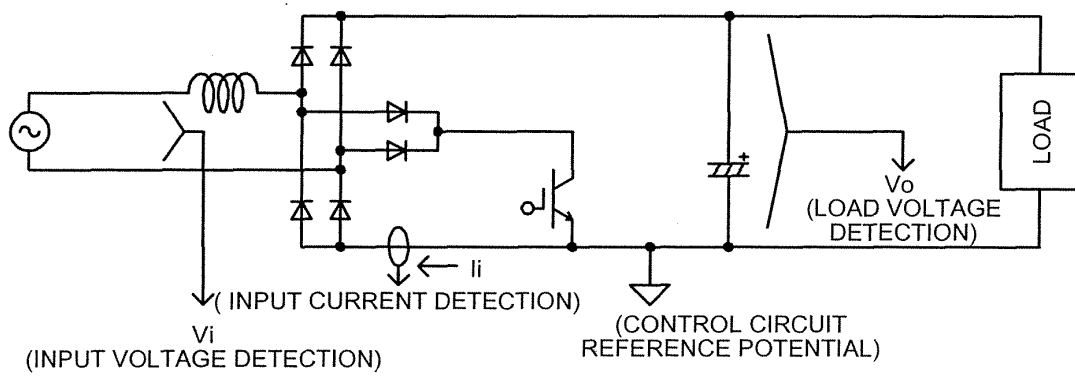 LOAD
+
Vo
(LOAD VOLTAGE
DETECTION)
Ii
( INPUT CURRENT DETECTION)
Vi
(INPUT VOLTAGE DETECTION)
(CONTROL CIRCUIT
REFERENCE POTENTIAL)